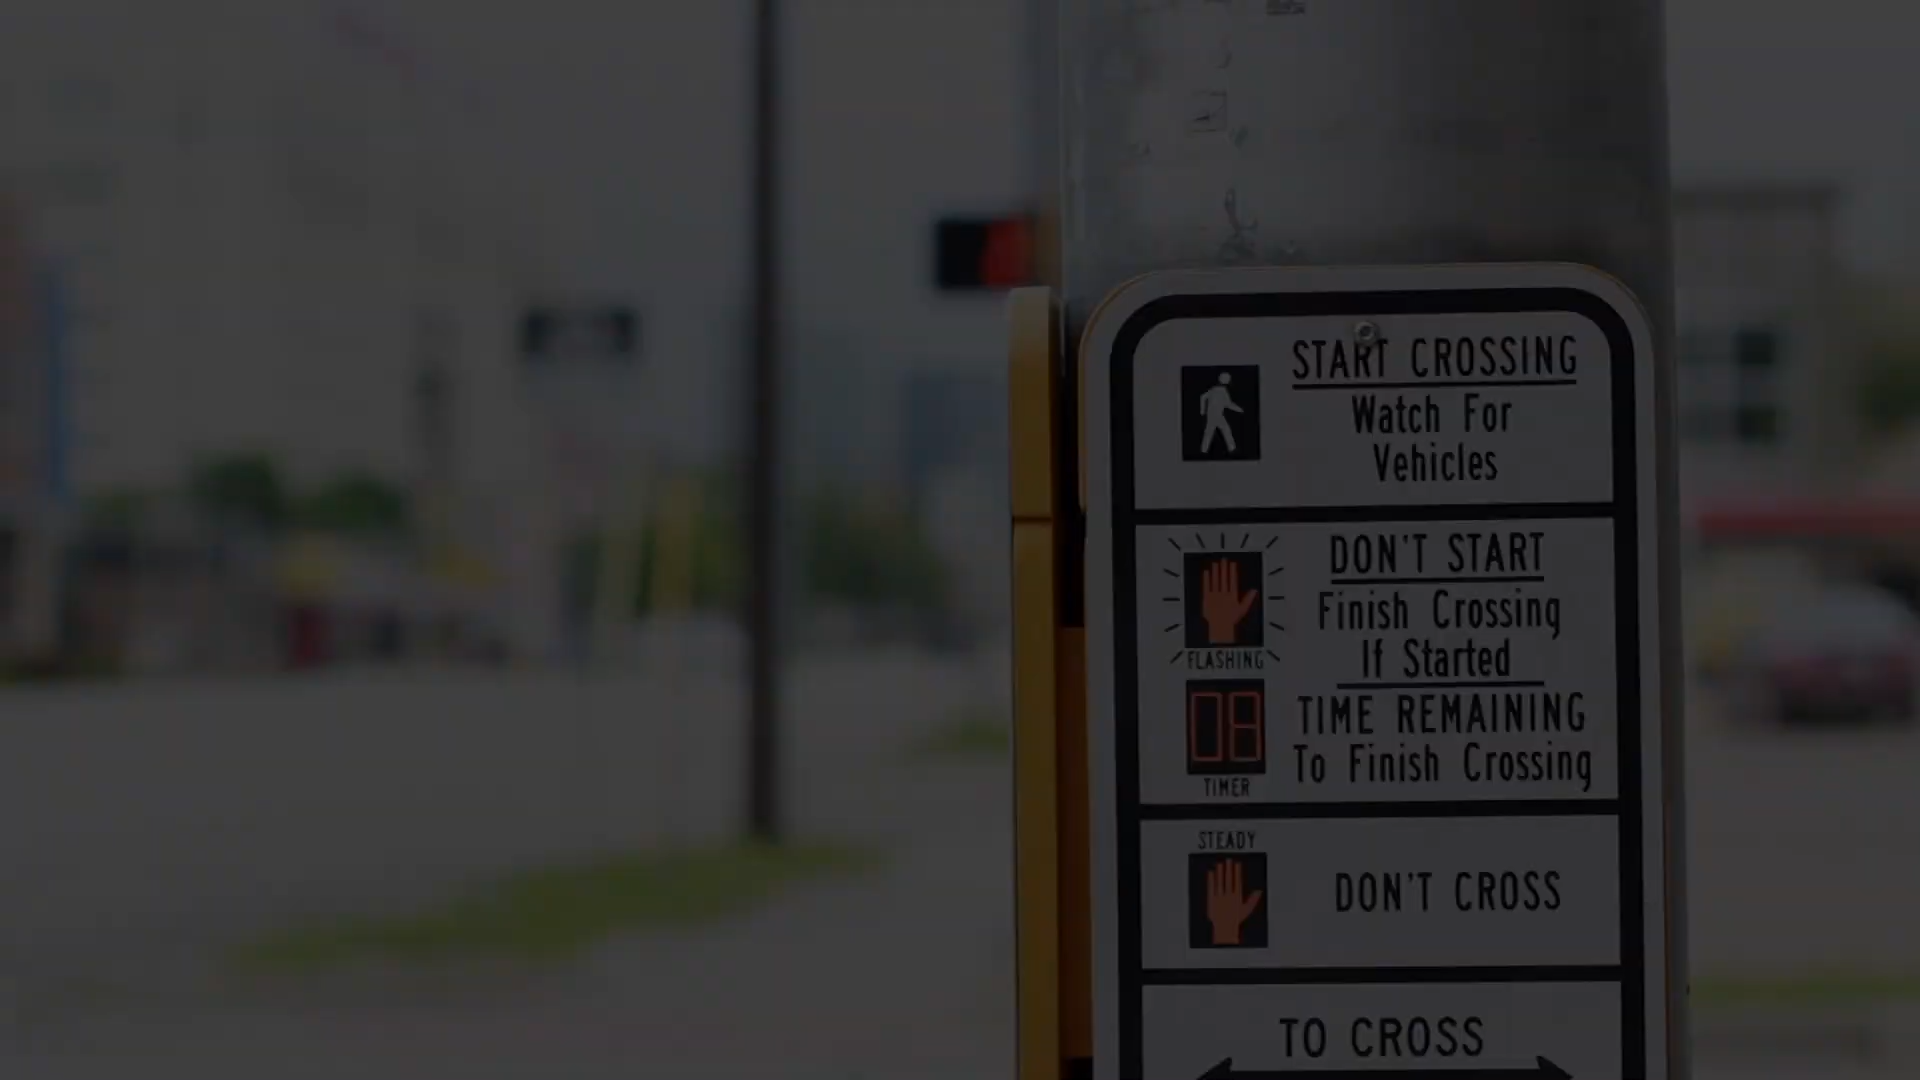 START CROSSING
Watch For
Vehicles
DON'T START
Finish Crossing
If Started
FLASHING
TIME REMAINING
To Finish Crossing
08
TIMER
STEADY
DON'T CROSS
TO CROSS